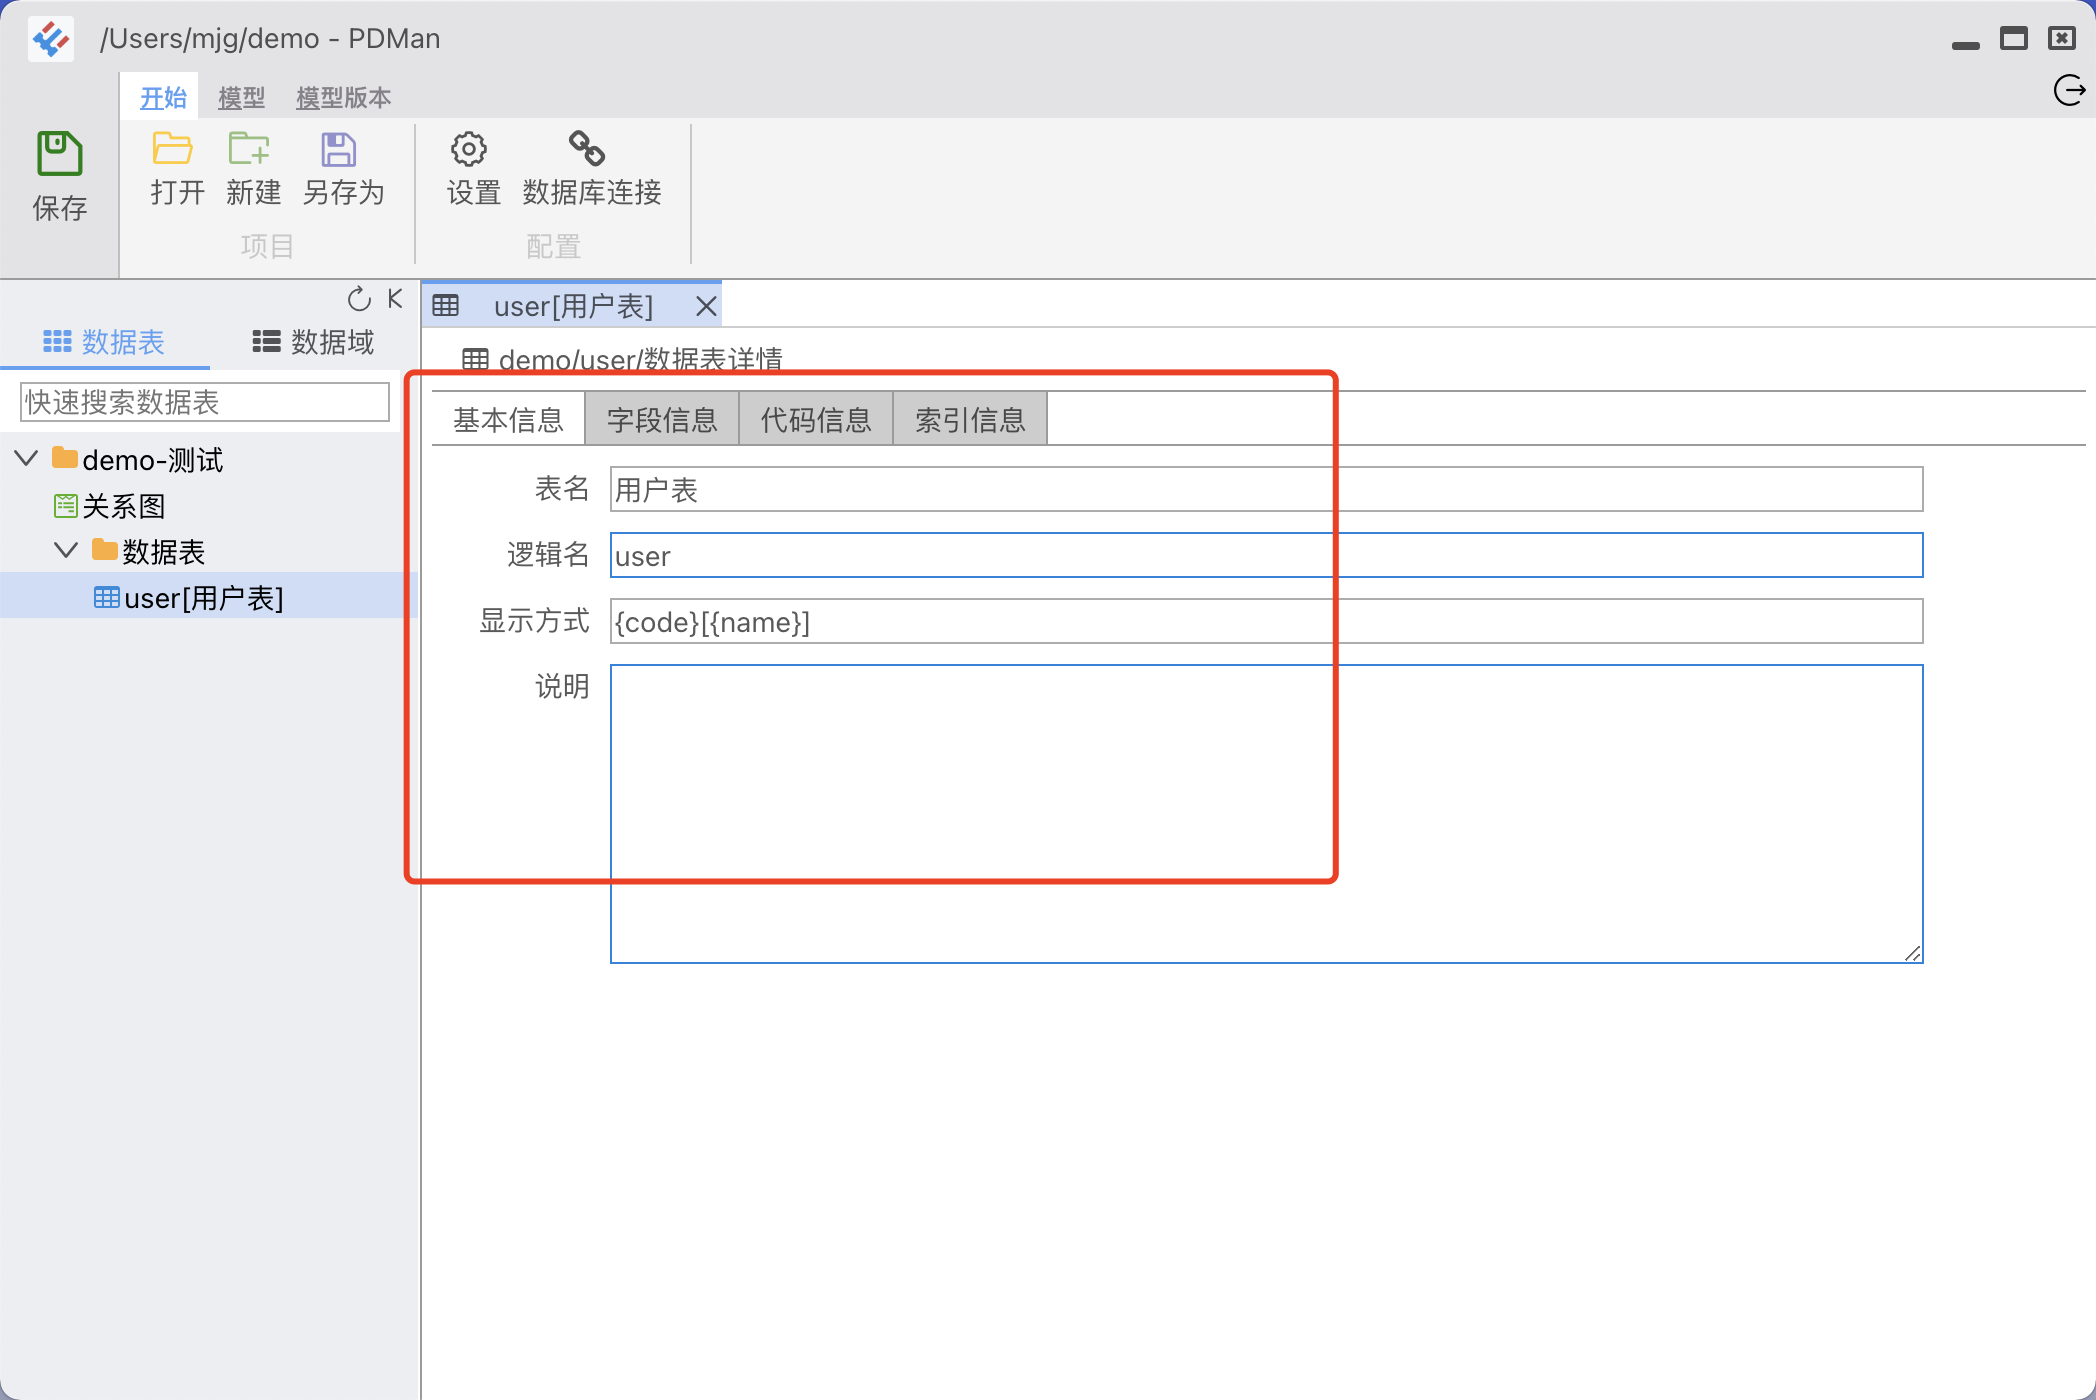 /Users/mjg/demo - PDMan
开始 模型 模型版本
保存 打开 新建 另存为 设置 数据库连接
项目 配置
user[用户表]
数据表 数据域
demo/user/数据表详情
快速搜索数据表
基本信息 字段信息 代码信息 索引信息
demo-测试
关系图
数据表
user[用户表]
表名 用户表
逻辑名 user
显示方式 {code}[{name}]
说明